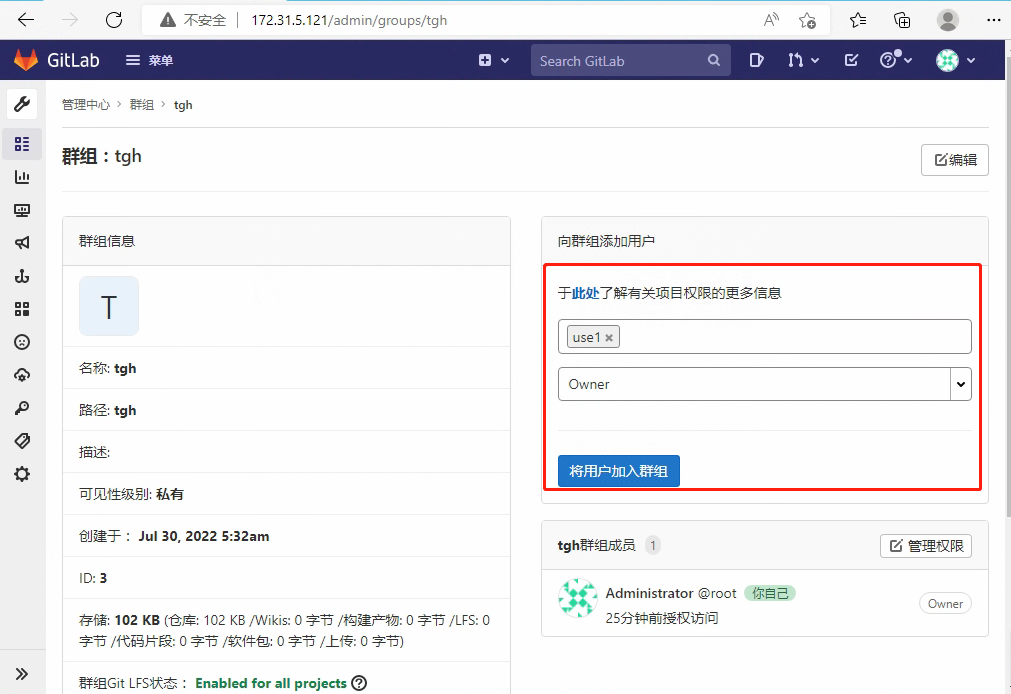 不安全 172.31.5.121/admin/groups/tgh
GitLab 菜单 Search GitLab
管理中心 > 群组 > tgh
群组：tgh
编辑
群组信息
T
名称: tgh
路径: tgh
描述:
可见性级别: 私有
创建于： Jul 30, 2022 5:32am
ID: 3
存储: 102 KB (仓库: 102 KB /Wikis: 0 字节 /构建产物: 0 字节 /LFS: 0
字节 /代码片段: 0 字节 /软件包: 0 字节 /上传: 0 字节)
群组Git LFS状态： Enabled for all projects
向群组添加用户
于此处了解有关项目权限的更多信息
use1
Owner
将用户加入群组
tgh群组成员 1
管理权限
Administrator @root 你自己
25分钟前授权访问
Owner